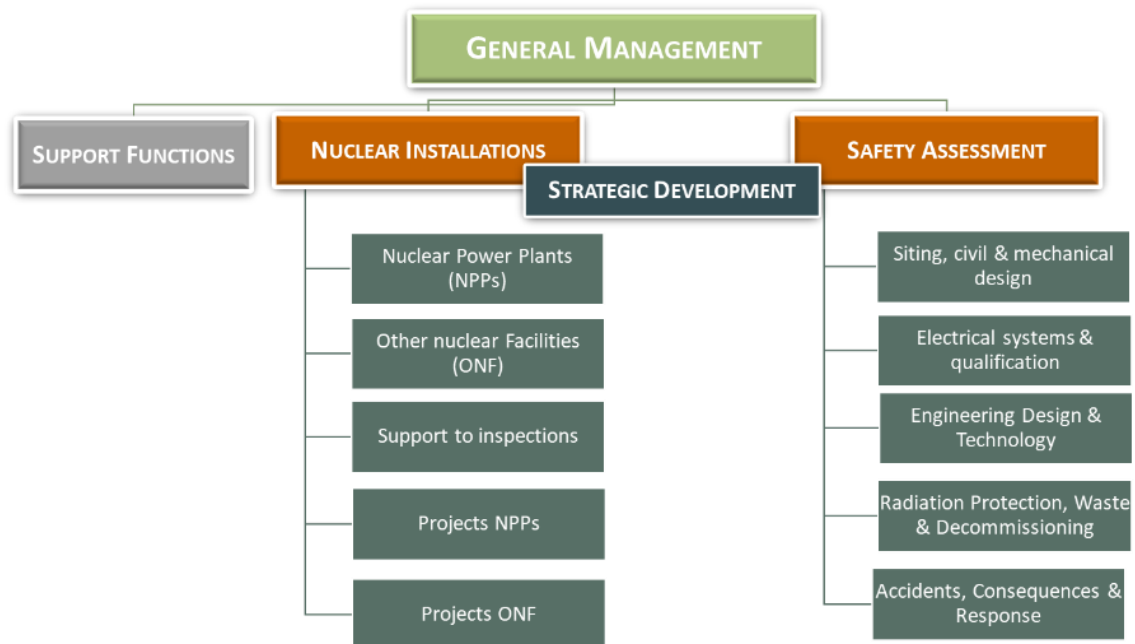 GENERAL MANAGEMENT
SUPPORT FUNCTIONS
NUCLEAR INSTALLATIONS
SAFETY ASSESSMENT
STRATEGIC DEVELOPMENT
Nuclear Power Plants
(NPPs)
Other nuclear Facilities
(ONF)
Support to inspections
Projects NPPs
Projects ONF
Siting, civil & mechanical
design
Electrical systems &
qualification
Engineering Design &
Technology
Radiation Protection, Waste
& Decommissioning
Accidents, Consequences &
Response